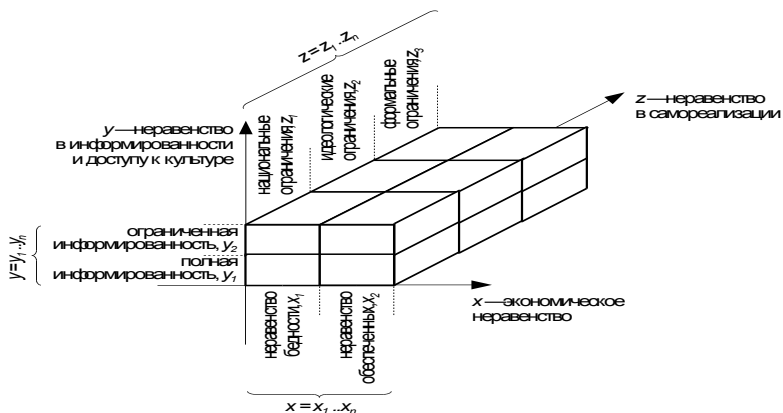 z = z₁ .. zₙ
национальные
ограничения, z₁
идеологические
ограничения, z₂
формальные
ограничения, z₃
y — неравенство
в информированности
и доступу к культуре
z — неравенство
в самореализации
y = y₁ .. yₙ
ограниченная
информированность, y₂
полная
информированность, y₁
x — экономическое
неравенство
неравенство
бедности, x₁
неравенство
обеспеченных, x₂
x = x₁ .. xₙ